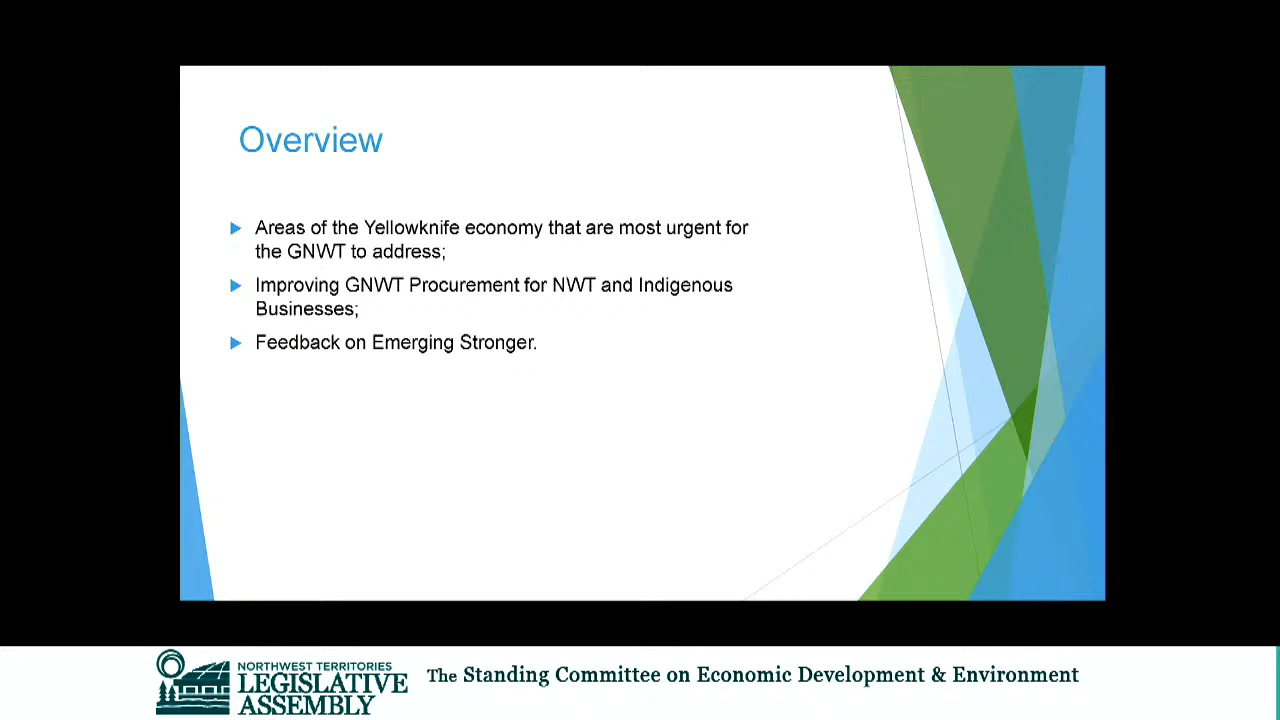 Overview
Areas of the Yellowknife economy that are most urgent for
the GNWT to address;
Improving GNWT Procurement for NWT and Indigenous
Businesses;
Feedback on Emerging Stronger.
NORTHWEST TERRITORIES
LEGISLATIVE
ASSEMBLY
The Standing Committee on Economic Development & Environment